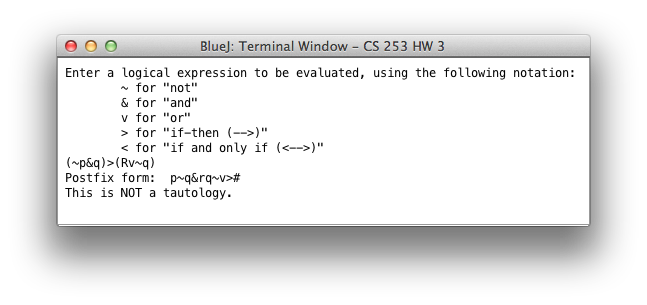 BlueJ: Terminal Window – CS 253 HW 3
Enter a logical expression to be evaluated, using the following notation:
~ for "not"
& for "and"
v for "or"
> for "if-then (-->)"
< for "if and only if (<-->)"
(~p&q)>(Rv~q)
Postfix form:  p~q&rq~v>#
This is NOT a tautology.